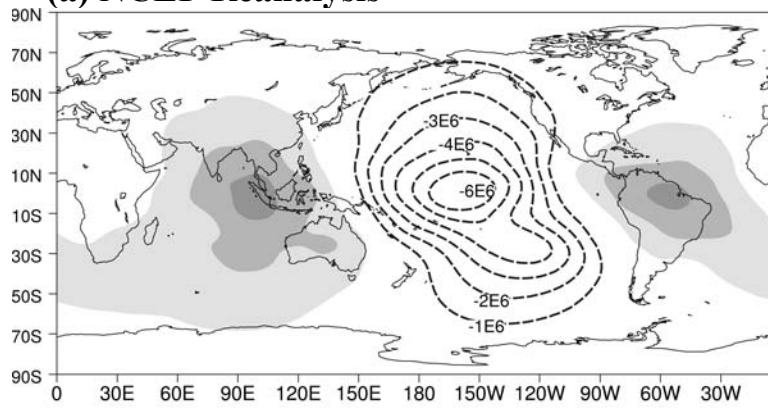 (a) NCEP Reanalysis
90N
70N
50N
30N
10N
10S
30S
50S
70S
90S
-3E6
-4E6
-6E6
-2E6
-1E6
0 30E 60E 90E 120E 150E 180 150W 120W 90W 60W 30W